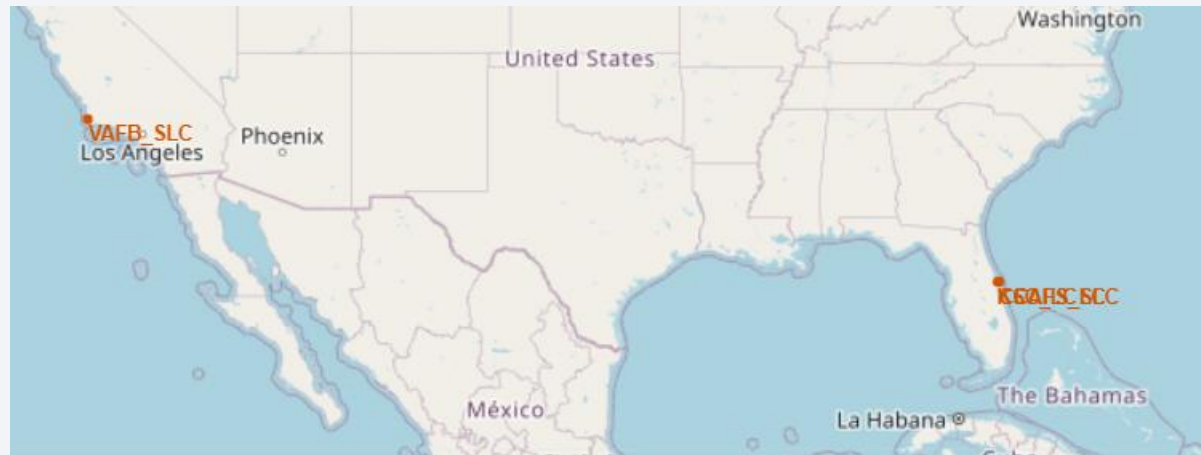 Washington
United States
VAFB_SLC
Phoenix
Los Angeles
The Bahamas
México
La Habana